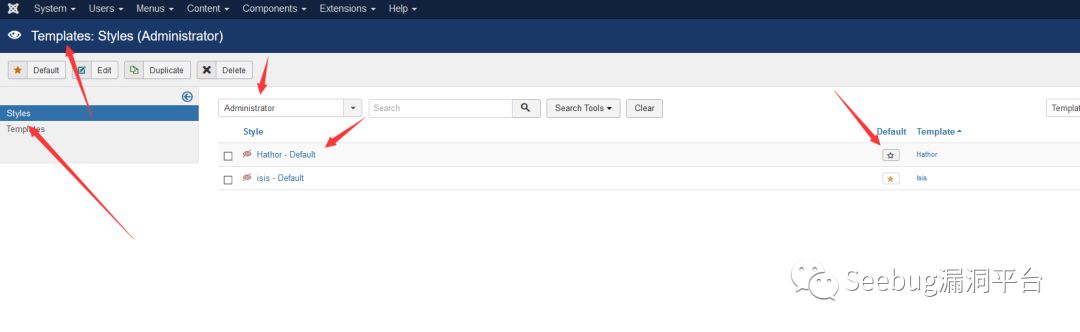 System Users Menus Content Components Extensions Help
Templates: Styles (Administrator)
Default Edit Duplicate Delete
Styles
Templates
Administrator Search Search Tools Clear
Templat
Style Default Template
Hathor - Default Hathor
isis - Default Isis
Seebug漏洞平台